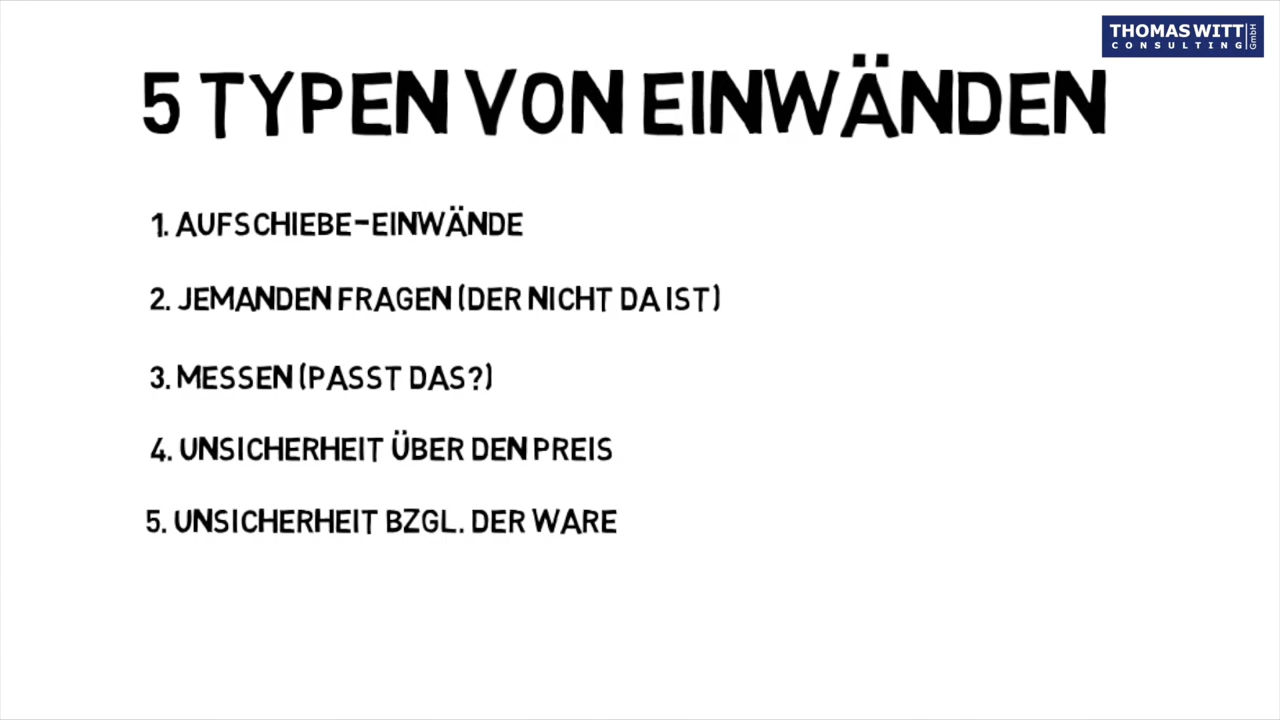 THOMAS WITT GmbH
CONSULTING
5 TYPEN VON EINWÄNDEN
1. AUFSCHIEBE-EINWÄNDE
2. JEMANDEN FRAGEN (DER NICHT DA IST)
3. MESSEN (PASST DAS?)
4. UNSICHERHEIT ÜBER DEN PREIS
5. UNSICHERHEIT BZGL. DER WARE